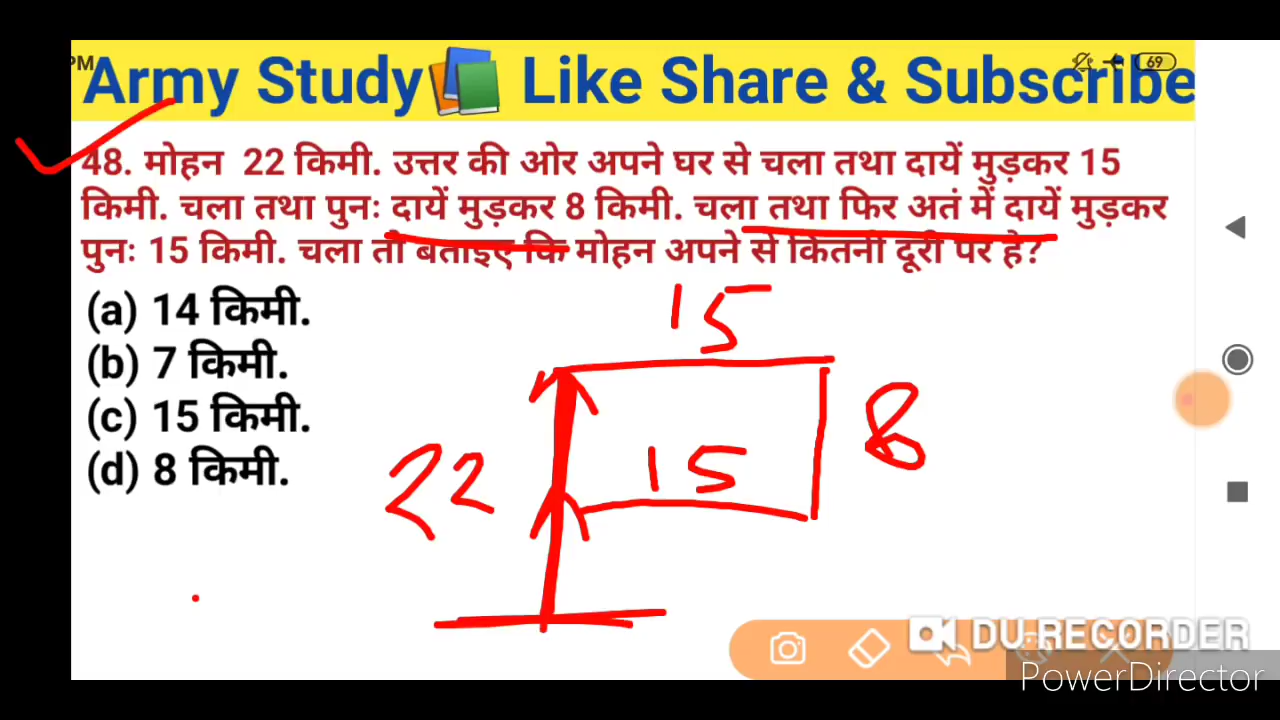 PM
69
Army Study Like Share & Subscribe
48. मोहन 22 किमी. उत्तर की ओर अपने घर से चला तथा दायें मुड़कर 15
किमी. चला तथा पुनः दायें मुड़कर 8 किमी. चला तथा फिर अतं में दायें मुड़कर
पुनः 15 किमी. चला तो बताइए कि मोहन अपने से कितनी दूरी पर हे?
(a) 14 किमी.
(b) 7 किमी.
(c) 15 किमी.
(d) 8 किमी.
15
22
15
8
DU RECORDER
PowerDirector